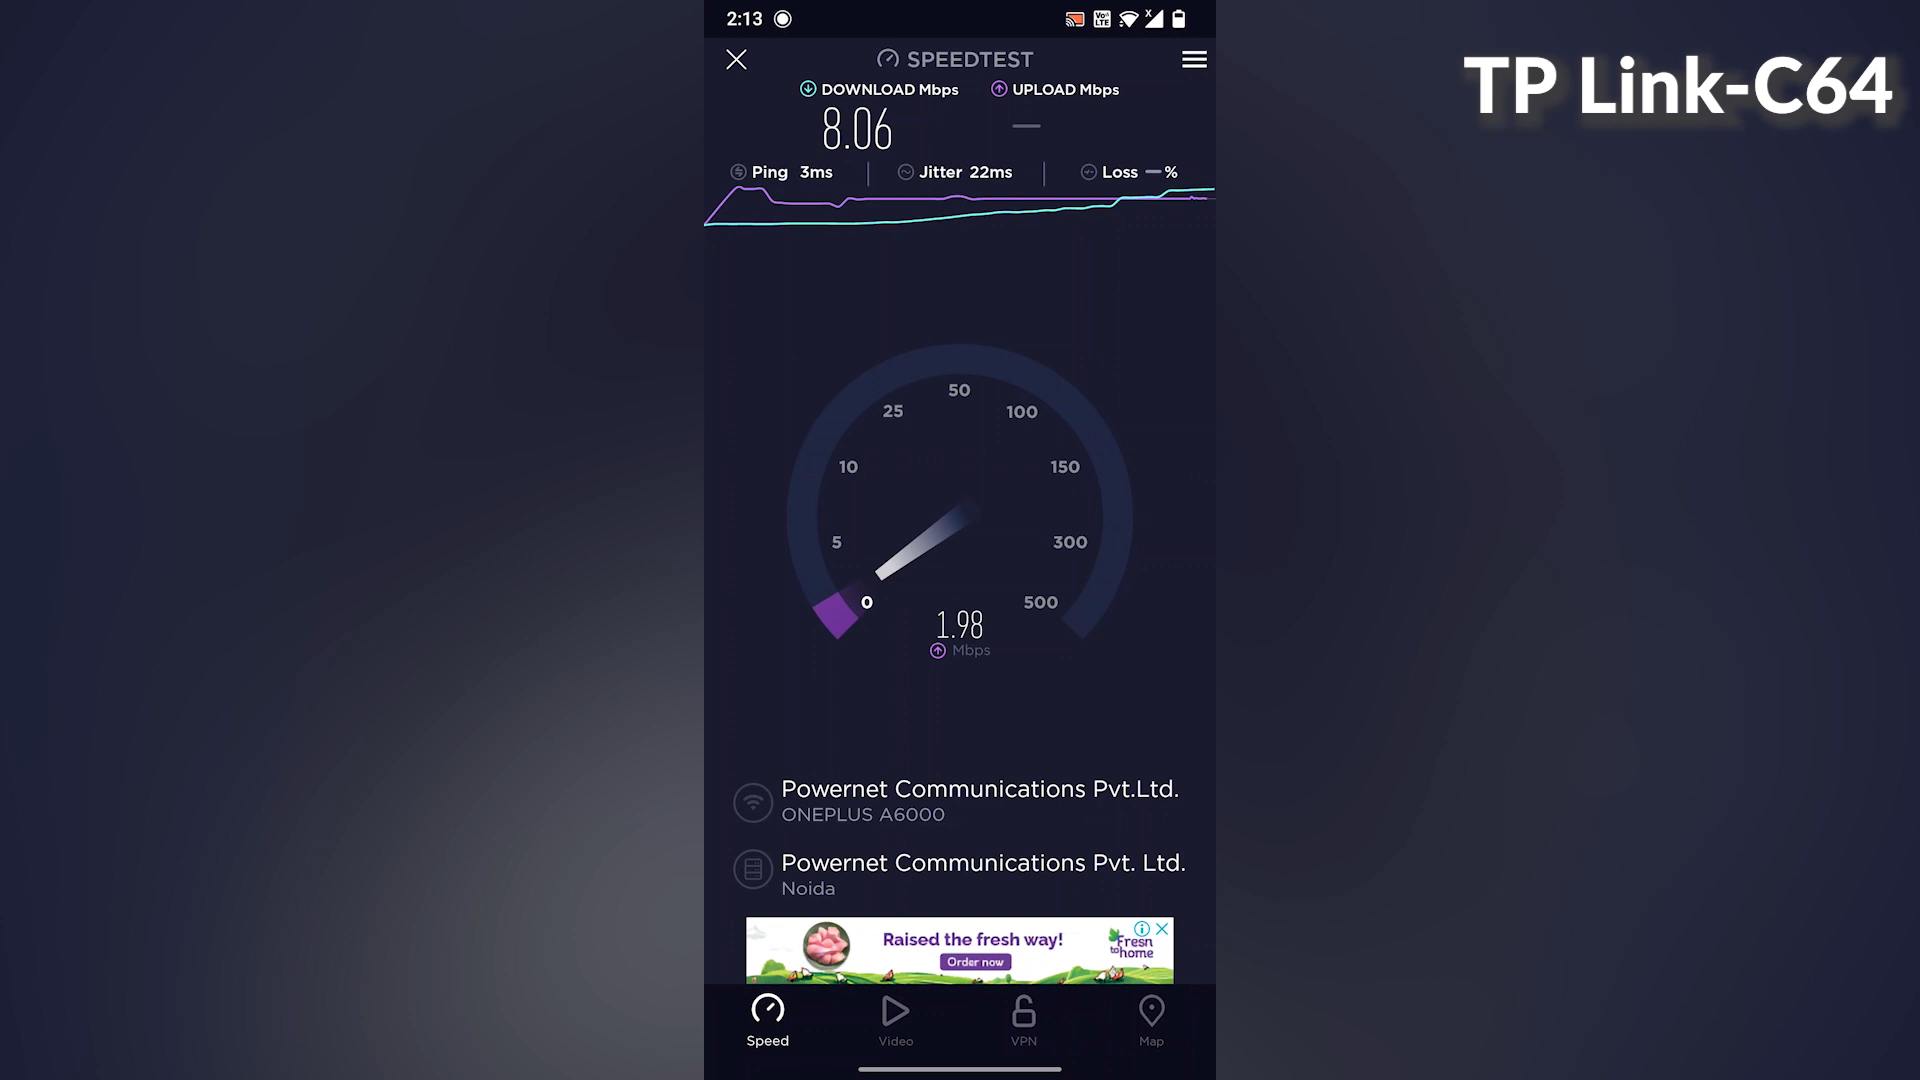 2:13
Vo
LTE
TP Link-C64
SPEEDTEST
DOWNLOAD Mbps
UPLOAD Mbps
8.06
—
Ping 3ms
Jitter 22ms
Loss —%
50
25
100
10
150
5
300
0
500
1.98
Mbps
Powernet Communications Pvt.Ltd.
ONEPLUS A6000
Powernet Communications Pvt. Ltd.
Noida
Raised the fresh way!
Order now
Fresh
to home
Speed
Video
VPN
Map